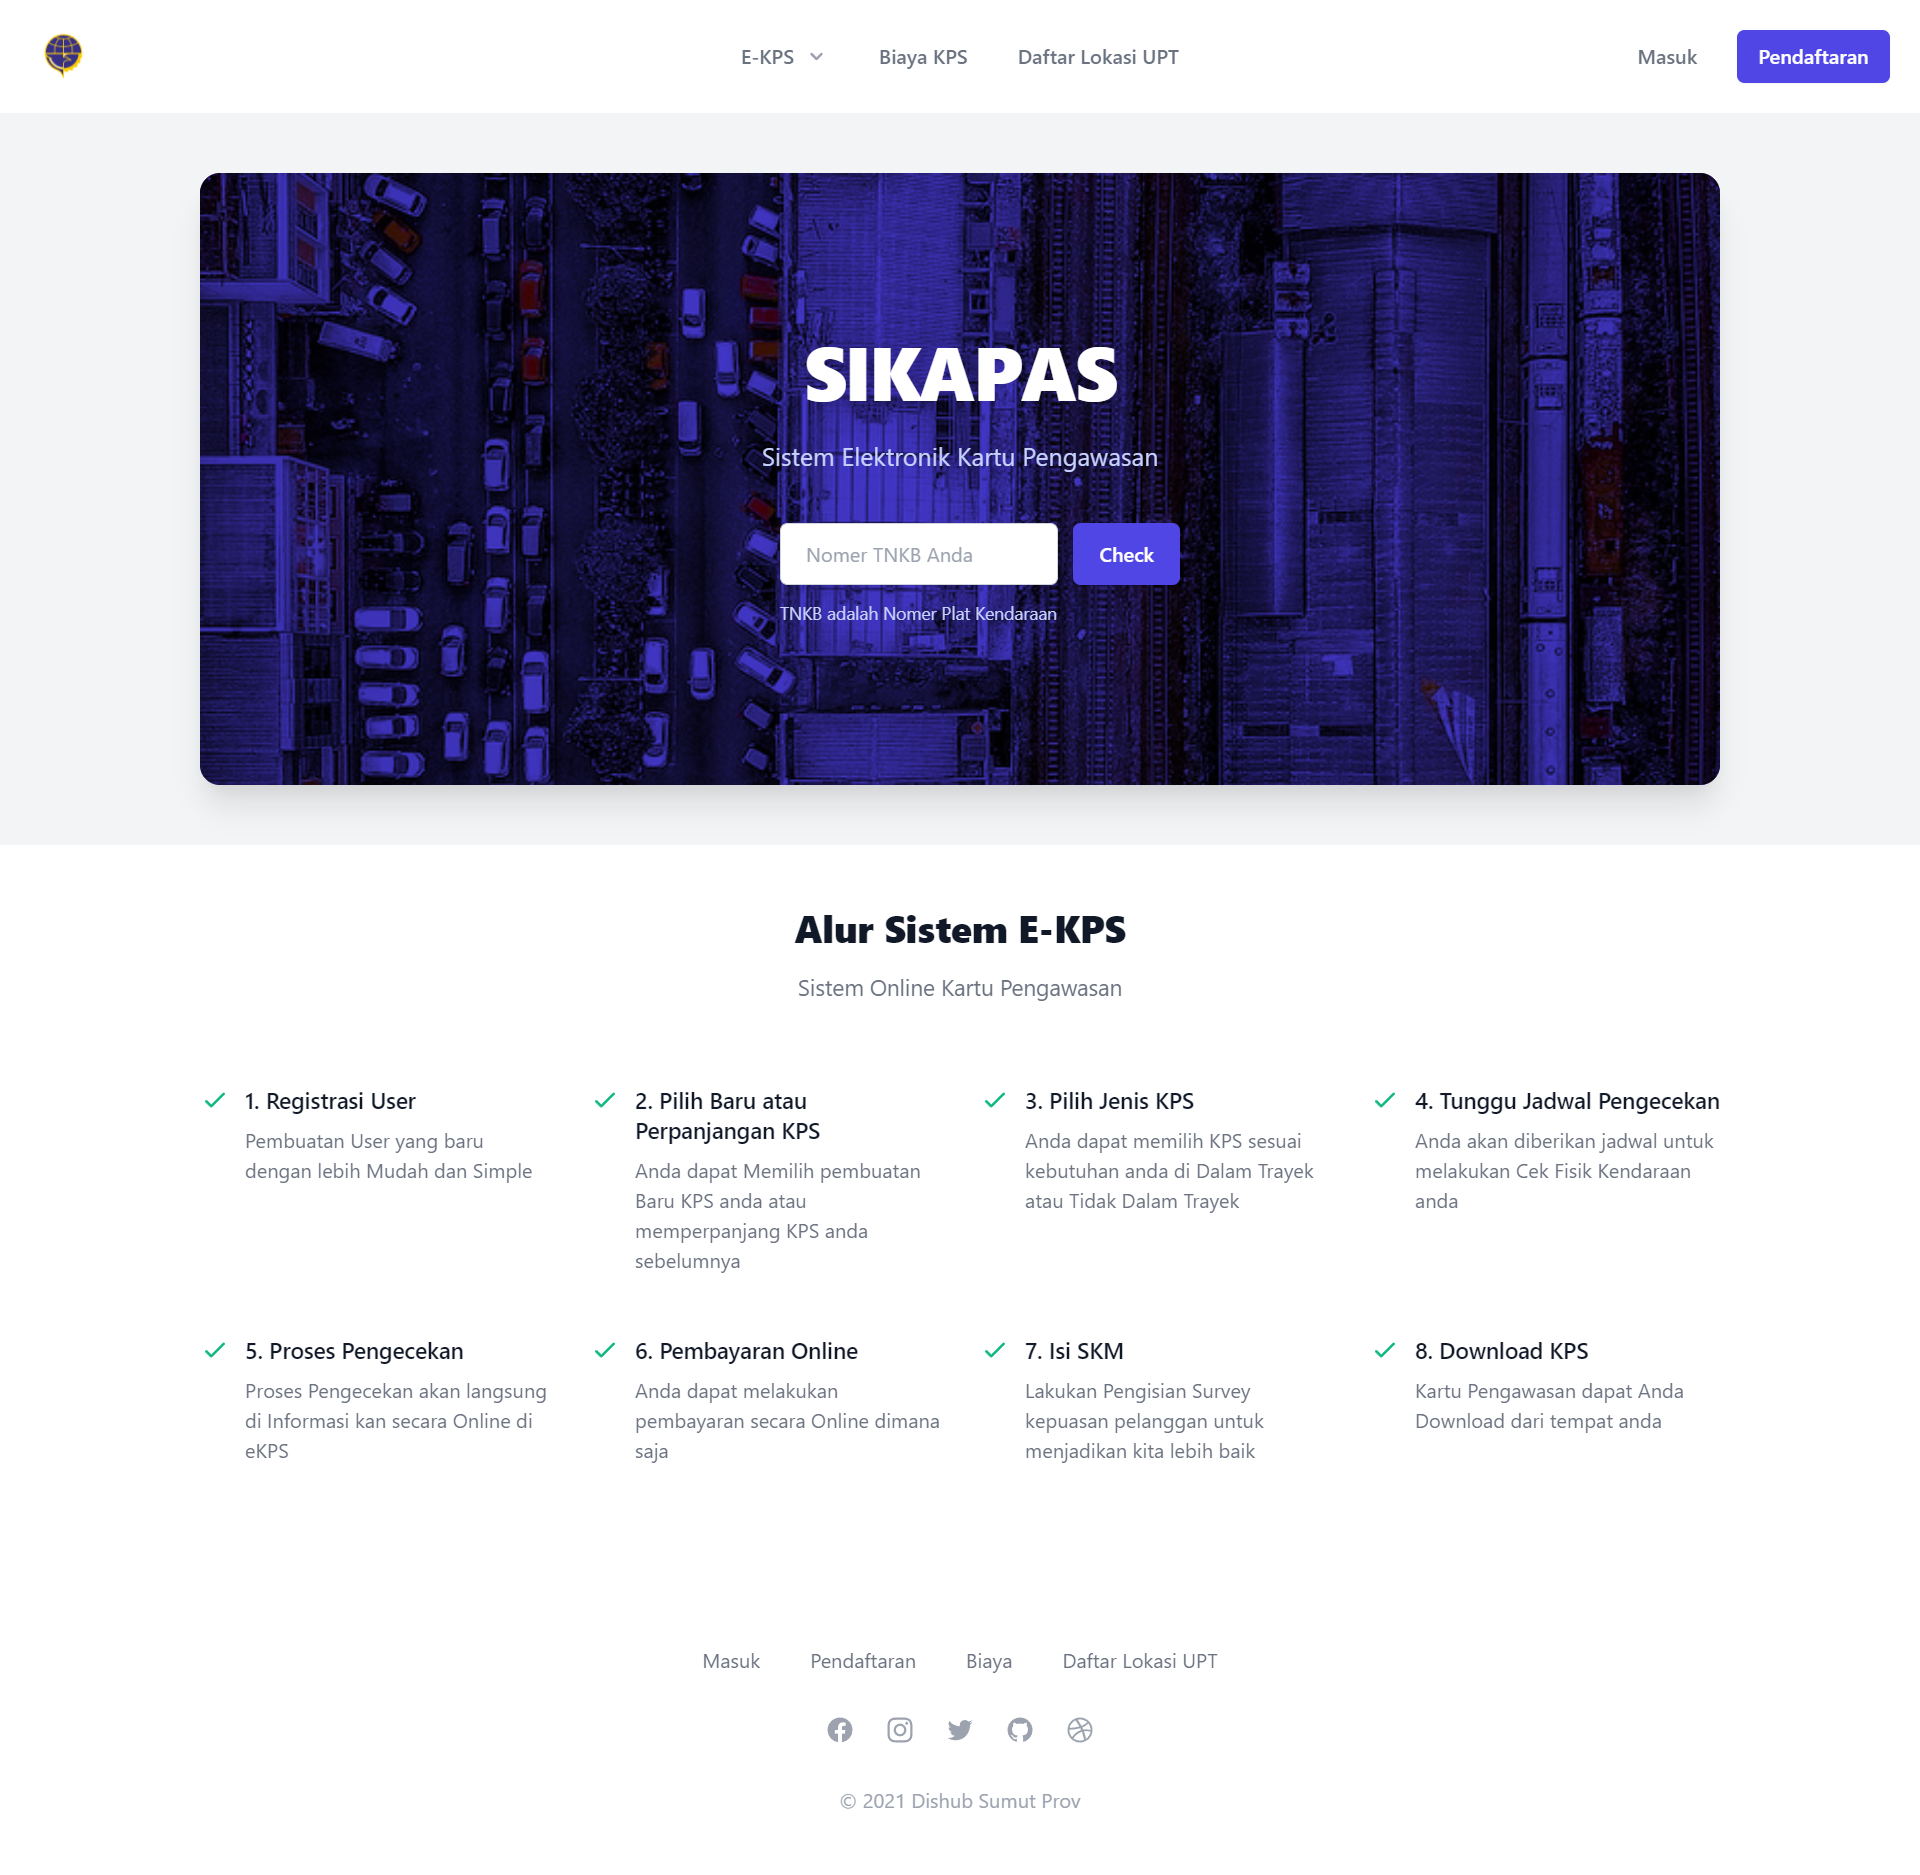 E-KPS
Biaya KPS
Daftar Lokasi UPT
Masuk
Pendaftaran
SIKAPAS
Sistem Elektronik Kartu Pengawasan
Nomer TNKB Anda
Check
TNKB adalah Nomer Plat Kendaraan
Alur Sistem E-KPS
Sistem Online Kartu Pengawasan
1. Registrasi User
Pembuatan User yang baru
dengan lebih Mudah dan Simple
2. Pilih Baru atau
Perpanjangan KPS
Anda dapat Memilih pembuatan
Baru KPS anda atau
memperpanjang KPS anda
sebelumnya
3. Pilih Jenis KPS
Anda dapat memilih KPS sesuai
kebutuhan anda di Dalam Trayek
atau Tidak Dalam Trayek
4. Tunggu Jadwal Pengecekan
Anda akan diberikan jadwal untuk
melakukan Cek Fisik Kendaraan
anda
5. Proses Pengecekan
Proses Pengecekan akan langsung
di Informasi kan secara Online di
eKPS
6. Pembayaran Online
Anda dapat melakukan
pembayaran secara Online dimana
saja
7. Isi SKM
Lakukan Pengisian Survey
kepuasan pelanggan untuk
menjadikan kita lebih baik
8. Download KPS
Kartu Pengawasan dapat Anda
Download dari tempat anda
Masuk
Pendaftaran
Biaya
Daftar Lokasi UPT
© 2021 Dishub Sumut Prov